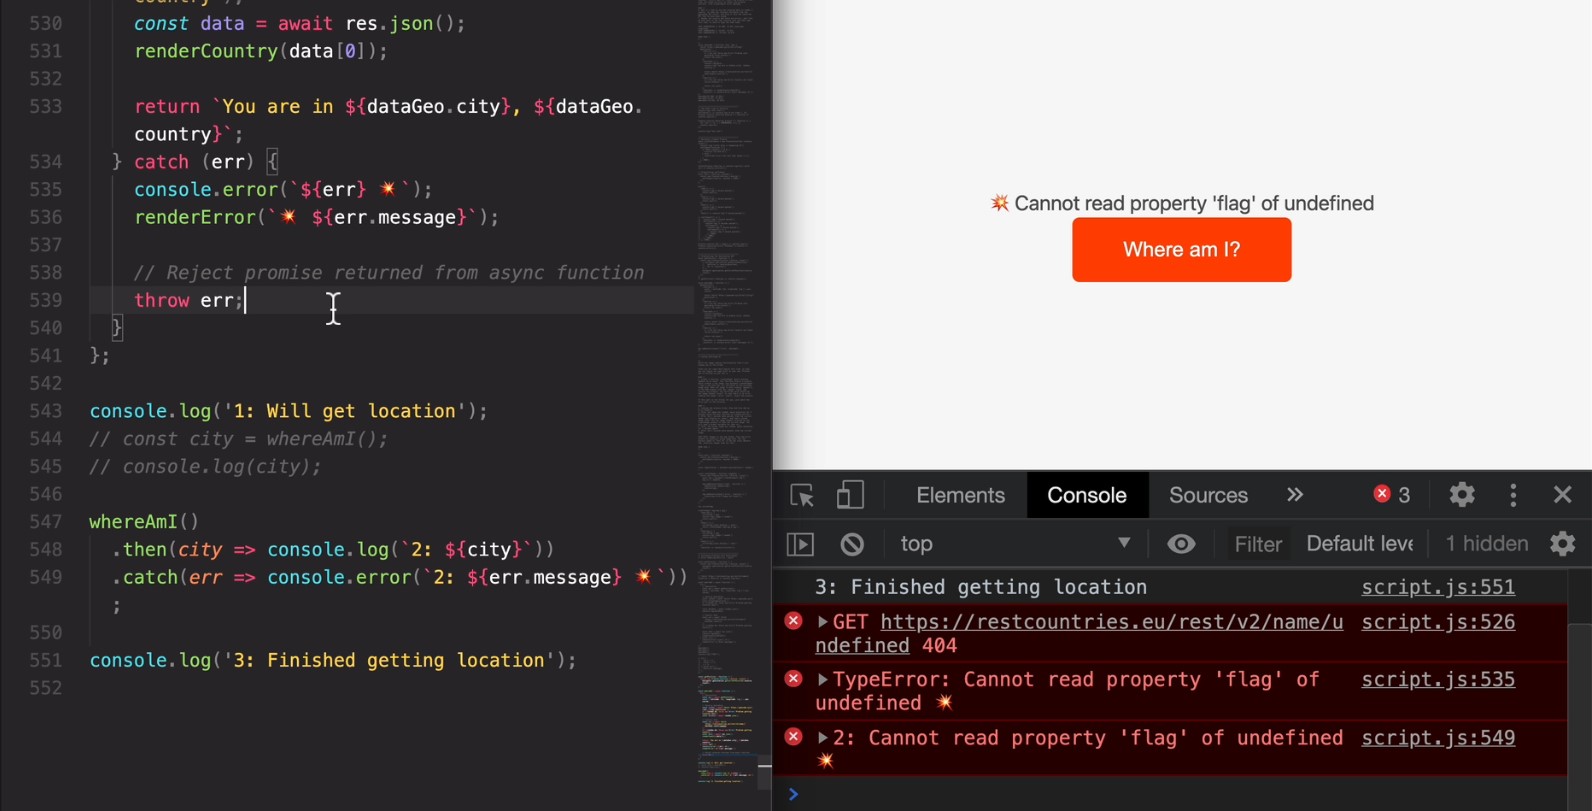 country`);
530 const data = await res.json();
531 renderCountry(data[0]);
532
533 return `You are in ${dataGeo.city}, ${dataGeo.
country}`;
534 } catch (err) {
535 console.error(`${err} 💥`);
536 renderError(`💥 ${err.message}`);
537
538 // Reject promise returned from async function
539 throw err;
540 }
541 };
542
543 console.log('1: Will get location');
544 // const city = whereAmI();
545 // console.log(city);
546
547 whereAmI()
548 .then(city => console.log(`2: ${city}`))
549 .catch(err => console.error(`2: ${err.message} 💥`))
;
550
551 console.log('3: Finished getting location');
552
💥 Cannot read property 'flag' of undefined
Where am I?
Elements Console Sources » 3
top Filter Default leve 1 hidden
3: Finished getting location script.js:551
GET https://restcountries.eu/rest/v2/name/u script.js:526
ndefined 404
TypeError: Cannot read property 'flag' of script.js:535
undefined 💥
2: Cannot read property 'flag' of undefined script.js:549
💥
>